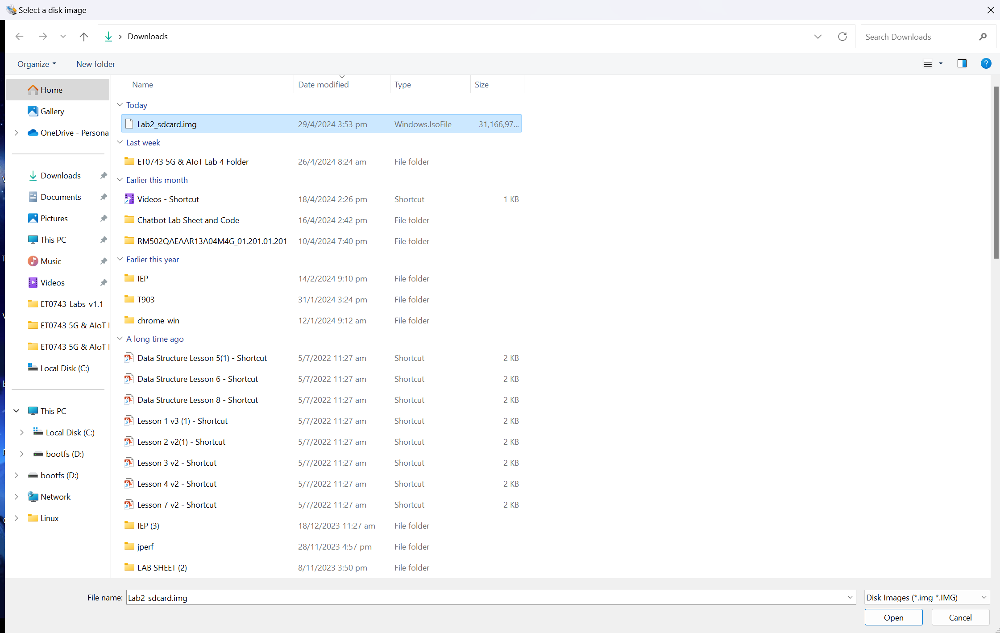 Select a disk image
Downloads
Search Downloads
Organize
New folder
Name Date modified Type Size
Home
Gallery
OneDrive - Persona
Downloads
Documents
Pictures
This PC
Music
Videos
ET0743_Labs_v1.1
ET0743 5G & AIoT
ET0743 5G & AIoT
Local Disk (C:)
This PC
Local Disk (C:)
bootfs (D:)
bootfs (D:)
Network
Linux
Today
Lab2_sdcard.img 29/4/2024 3:53 pm Windows.IsoFile 31,166,97...
Last week
ET0743 5G & AIoT Lab 4 Folder 26/4/2024 8:24 am File folder
Earlier this month
Videos - Shortcut 18/4/2024 2:26 pm Shortcut 1 KB
Chatbot Lab Sheet and Code 16/4/2024 2:42 pm File folder
RM502QAEAAR13A04M4G_01.201.01.201 10/4/2024 7:40 pm File folder
Earlier this year
IEP 14/2/2024 9:10 pm File folder
T903 31/1/2024 3:24 pm File folder
chrome-win 12/1/2024 9:12 am File folder
A long time ago
Data Structure Lesson 5(1) - Shortcut 5/7/2022 11:27 am Shortcut 2 KB
Data Structure Lesson 6 - Shortcut 5/7/2022 11:27 am Shortcut 2 KB
Data Structure Lesson 8 - Shortcut 5/7/2022 11:27 am Shortcut 2 KB
Lesson 1 v3 (1) - Shortcut 5/7/2022 11:27 am Shortcut 2 KB
Lesson 2 v2(1) - Shortcut 5/7/2022 11:27 am Shortcut 2 KB
Lesson 3 v2 - Shortcut 5/7/2022 11:27 am Shortcut 2 KB
Lesson 4 v2 - Shortcut 5/7/2022 11:27 am Shortcut 2 KB
Lesson 7 v2 - Shortcut 5/7/2022 11:27 am Shortcut 2 KB
IEP (3) 18/12/2023 11:27 am File folder
jperf 28/11/2023 4:57 pm File folder
LAB SHEET (2) 8/11/2023 3:50 pm File folder
File name: Lab2_sdcard.img Disk Images (*.img *.IMG)
Open Cancel